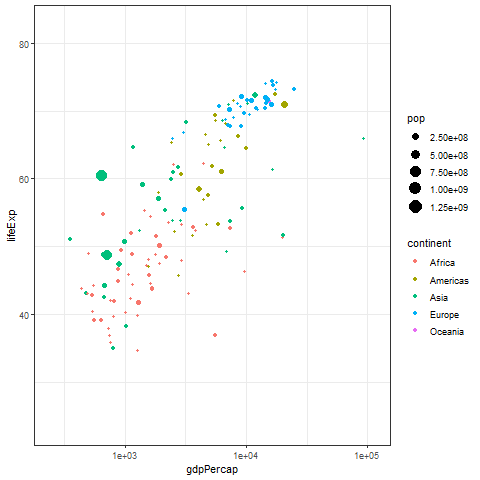 80
60
40
lifeExp
1e+03
1e+04
1e+05
gdpPercap
pop
2.50e+08
5.00e+08
7.50e+08
1.00e+09
1.25e+09
continent
Africa
Americas
Asia
Europe
Oceania